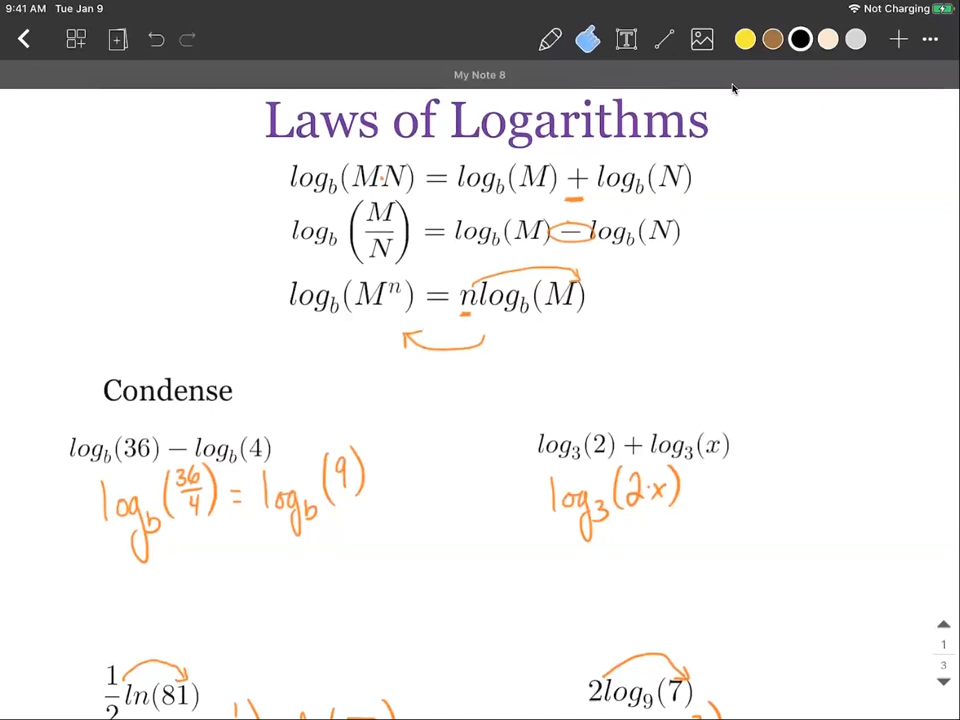 9:41 AM Tue Jan 9 Not Charging
My Note 8
Laws of Logarithms
log_b(M·N) = log_b(M) + log_b(N)
log_b(M/N) = log_b(M) − log_b(N)
log_b(M^n) = nlog_b(M)
Condense
log_b(36) − log_b(4) log_3(2) + log_3(x)
log_b(36/4) = log_b(9) log_3(2·x)
1
3
1/2 ln(81) 2log_9(7)